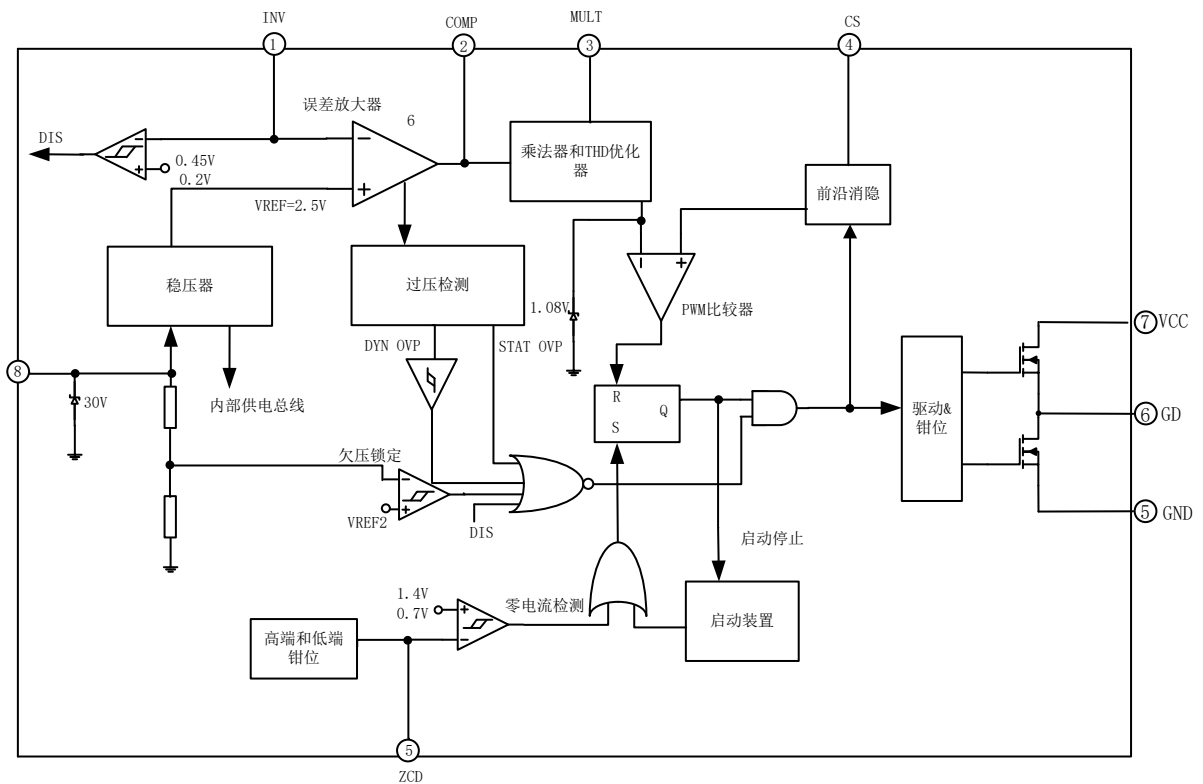 INV
COMP
MULT
CS
1
2
3
4
误差放大器
6
DIS
0.45V
0.2V
VREF=2.5V
乘法器和THD优化
器
前沿消隐
稳压器
过压检测
1.08V
PWM比较器
7
VCC
DYN OVP
STAT OVP
8
30V
内部供电总线
R
Q
S
驱动&
钳位
6
GD
欠压锁定
VREF2
DIS
5
GND
启动停止
1.4V
0.7V
零电流检测
高端和低端
钳位
启动装置
5
ZCD